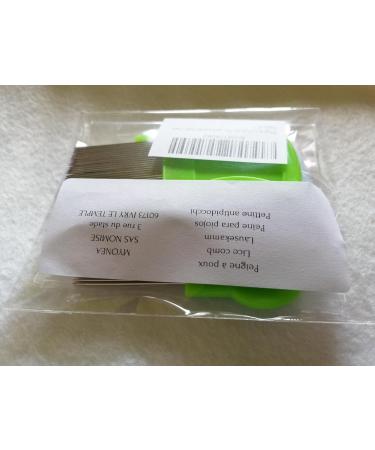 Peigne à poux
Lice comb
Lausekamm
Peine para piojos
Pettine antipidocchi
MYONEA
SAS NOMISE
3 rue du stade
60173 IVRY LE TEMPLE